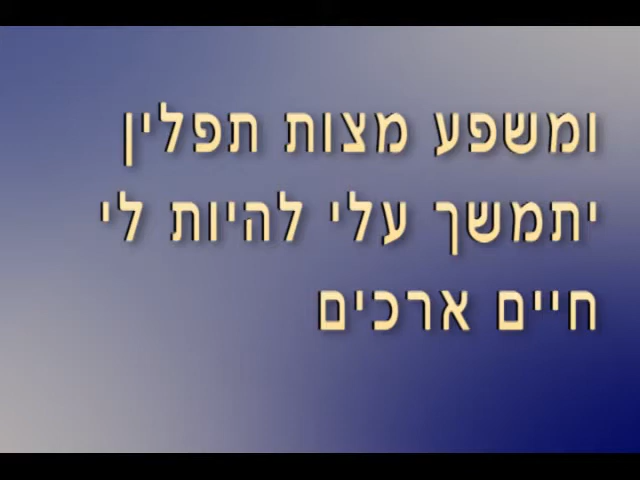 ומשפע מצות תפלין
יתמשך עלי להיות לי
חיים ארכים